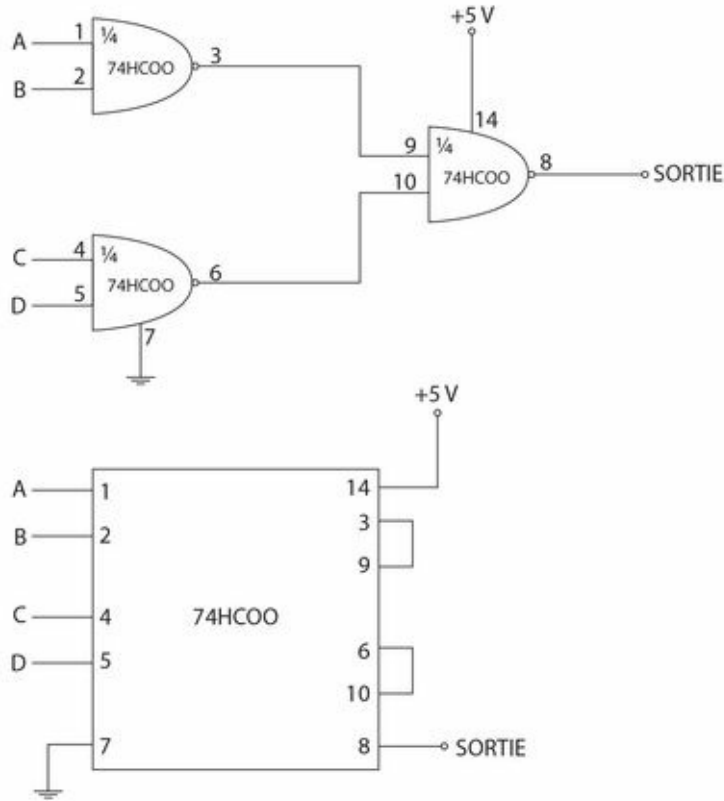 +5 V
A 1 ¼ 3
74HCOO
B 2
14
9 ¼ 8
74HCOO SORTIE
10
C 4 ¼ 6
74HCOO
D 5
7
+5 V
A 1 14
3
B 2
9
C 4 74HCOO
6
D 5
10
7 8 SORTIE